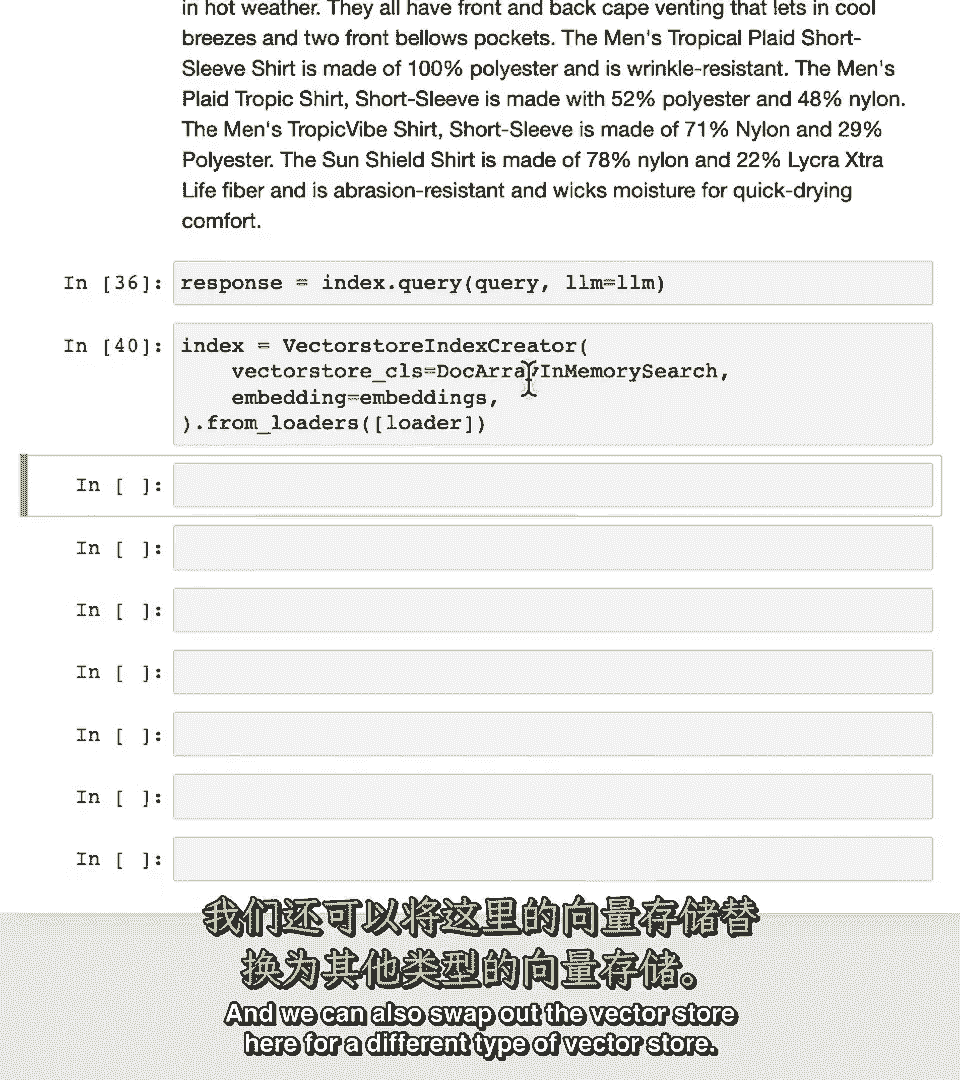 in hot weather. They all have front and back cape venting that lets in cool
breezes and two front bellows pockets. The Men's Tropical Plaid Short-
Sleeve Shirt is made of 100% polyester and is wrinkle-resistant. The Men's
Plaid Tropic Shirt, Short-Sleeve is made with 52% polyester and 48% nylon.
The Men's TropicVibe Shirt, Short-Sleeve is made of 71% Nylon and 29%
Polyester. The Sun Shield Shirt is made of 78% nylon and 22% Lycra Xtra
Life fiber and is abrasion-resistant and wicks moisture for quick-drying
comfort.
In [36]: response = index.query(query, llm=llm)
In [40]: index = VectorstoreIndexCreator(
vectorstore_cls=DocArrayInMemorySearch,
embedding=embeddings,
).from_loaders([loader])
In [ ]:
In [ ]:
In [ ]:
In [ ]:
In [ ]:
In [ ]:
In [ ]:
我们还可以将这里的向量存储替
换为其他类型的向量存储。
And we can also swap out the vector store
here for a different type of vector store.